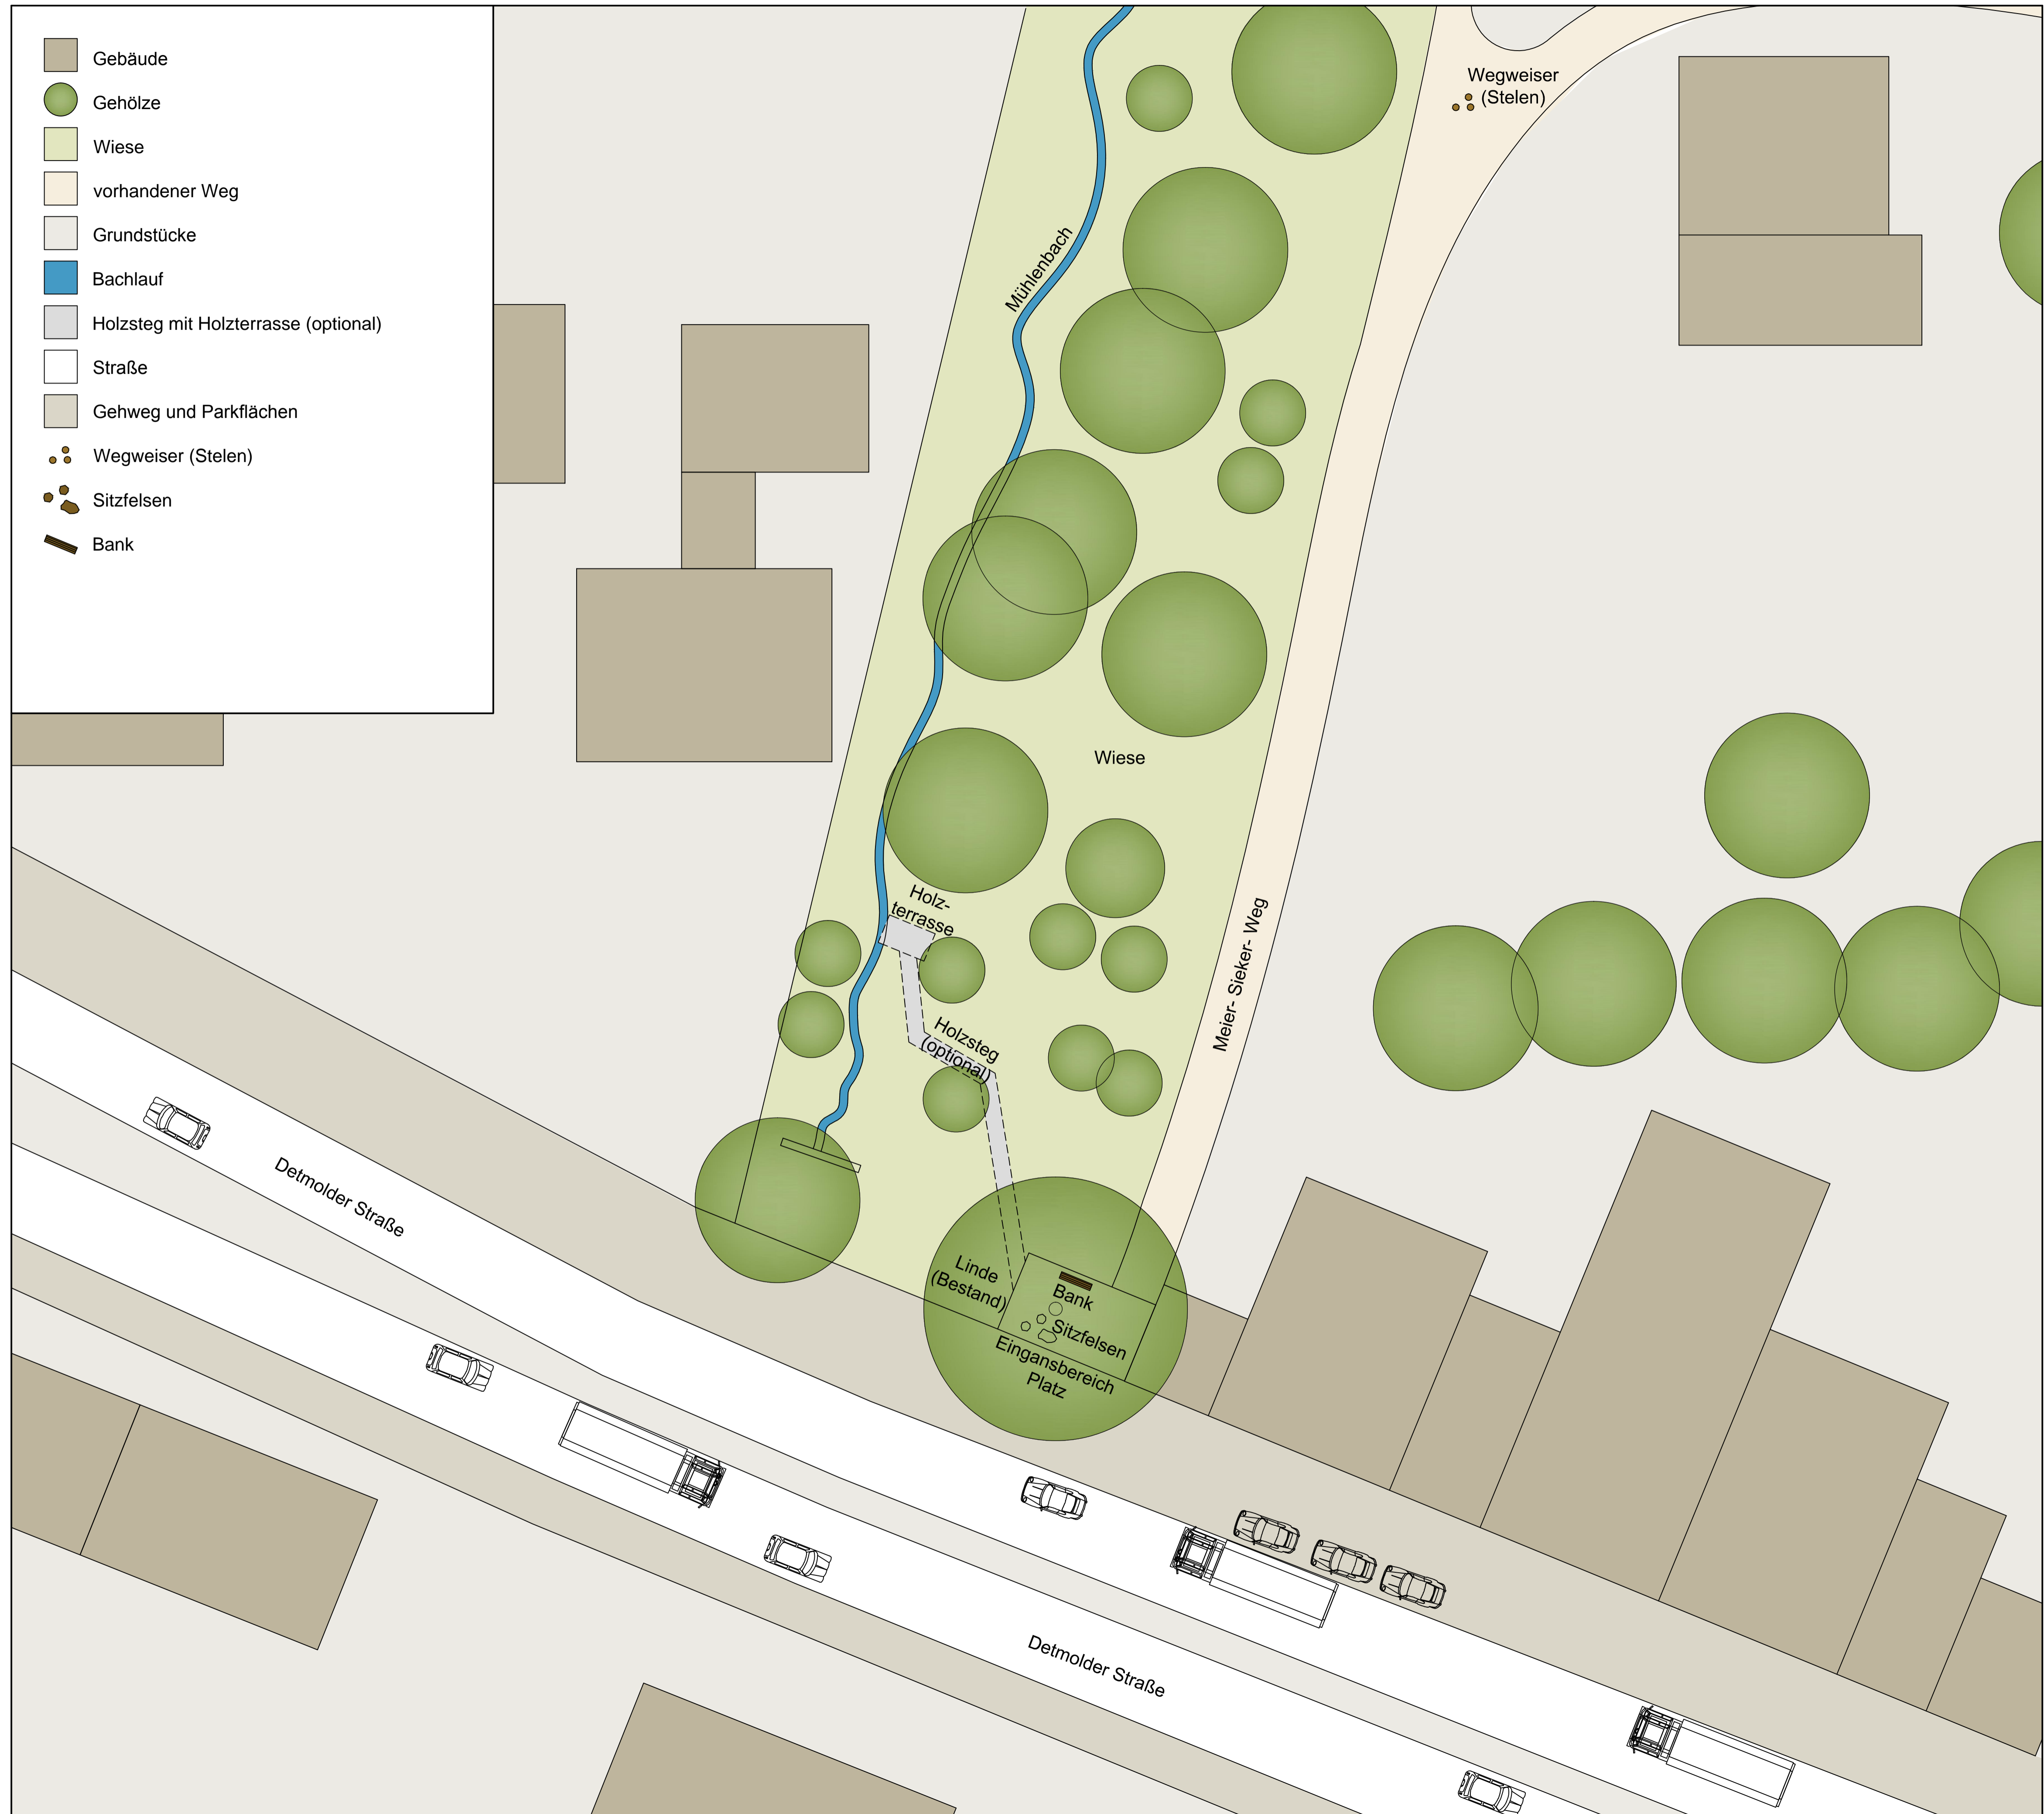 Gebäude
Gehölze
Wiese
vorhandener Weg
Grundstücke
Bachlauf
Holzsteg mit Holzterrasse (optional)
Straße
Gehweg und Parkflächen
Wegweiser (Stelen)
Sitzfelsen
Bank
Wegweiser
(Stelen)
Mühlenbach
Wiese
Holz-
terrasse
Meier- Sieker- Weg
Holzsteg
(optional)
Detmolder Straße
Linde
(Bestand)
Bank
Sitzfelsen
Eingansbereich
Platz
Detmolder Straße